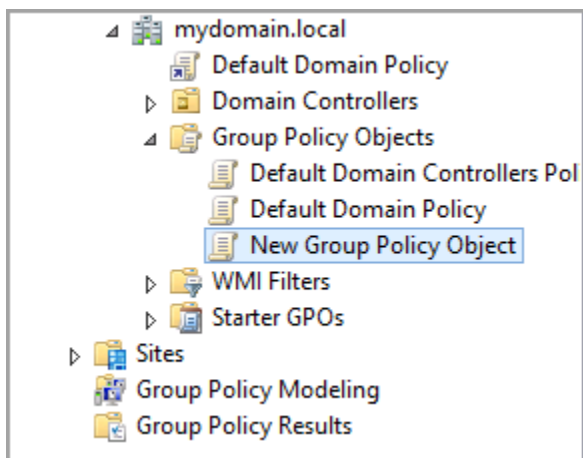 mydomain.local
Default Domain Policy
Domain Controllers
Group Policy Objects
Default Domain Controllers Pol
Default Domain Policy
New Group Policy Object
WMI Filters
Starter GPOs
Sites
Group Policy Modeling
Group Policy Results